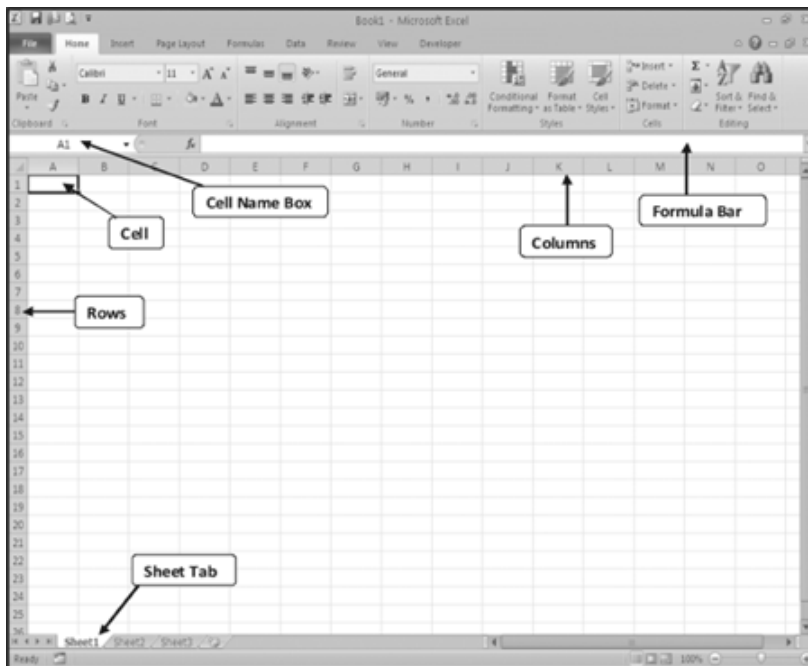 Book1 - Microsoft Excel
File Home Insert Page Layout Formulas Data Review View Developer
Calibri 11 General Insert
Paste Delete
B I U Conditional Format Cell Format Sort & Find &
Formatting as Table Styles Filter Select
Clipboard Font Alignment Number Styles Cells Editing
A1 fx
A B C D E F G H I J K L M N O
Cell Name Box
Formula Bar
Cell
Columns
Rows
1
2
3
4
5
6
7
8
9
10
11
12
13
14
15
16
17
18
19
20
21
22
23
24
25
26
Sheet Tab
Sheet1 Sheet2 Sheet3
Ready 100%